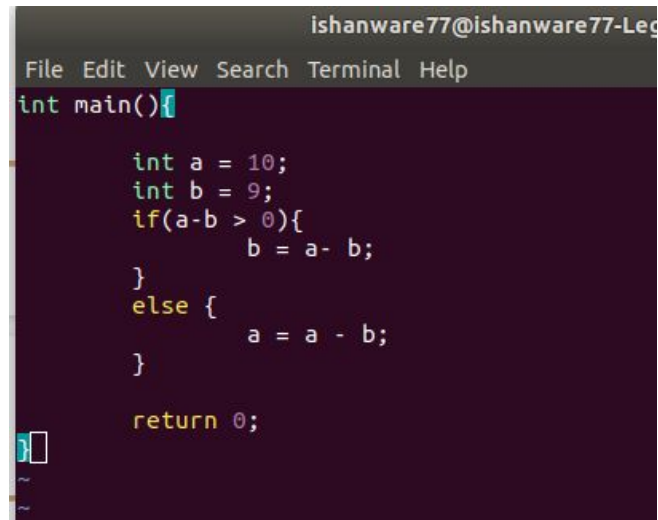 ishanware77@ishanware77-Leg
File Edit View Search Terminal Help
int main(){
int a = 10;
int b = 9;
if(a-b > 0){
b = a- b;
}
else {
a = a - b;
}
return 0;
}
~
~